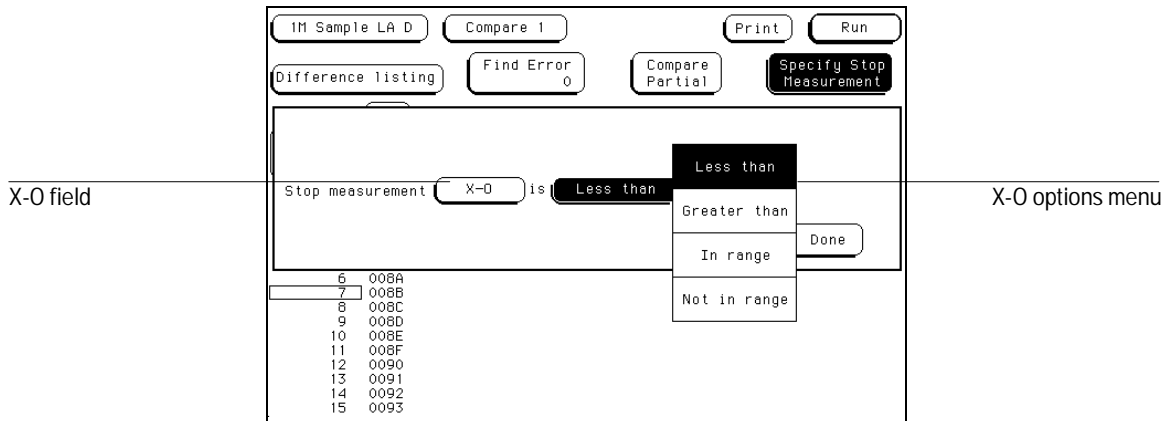 1M Sample LA D Compare 1 Print Run
Difference listing Find Error 0 Compare Partial Specify Stop Measurement
Stop measurement X-O is Less than
Less than
Greater than
In range
Not in range
Done
X-O field
X-O options menu
6 008A
7 008B
8 008C
9 008D
10 008E
11 008F
12 0090
13 0091
14 0092
15 0093